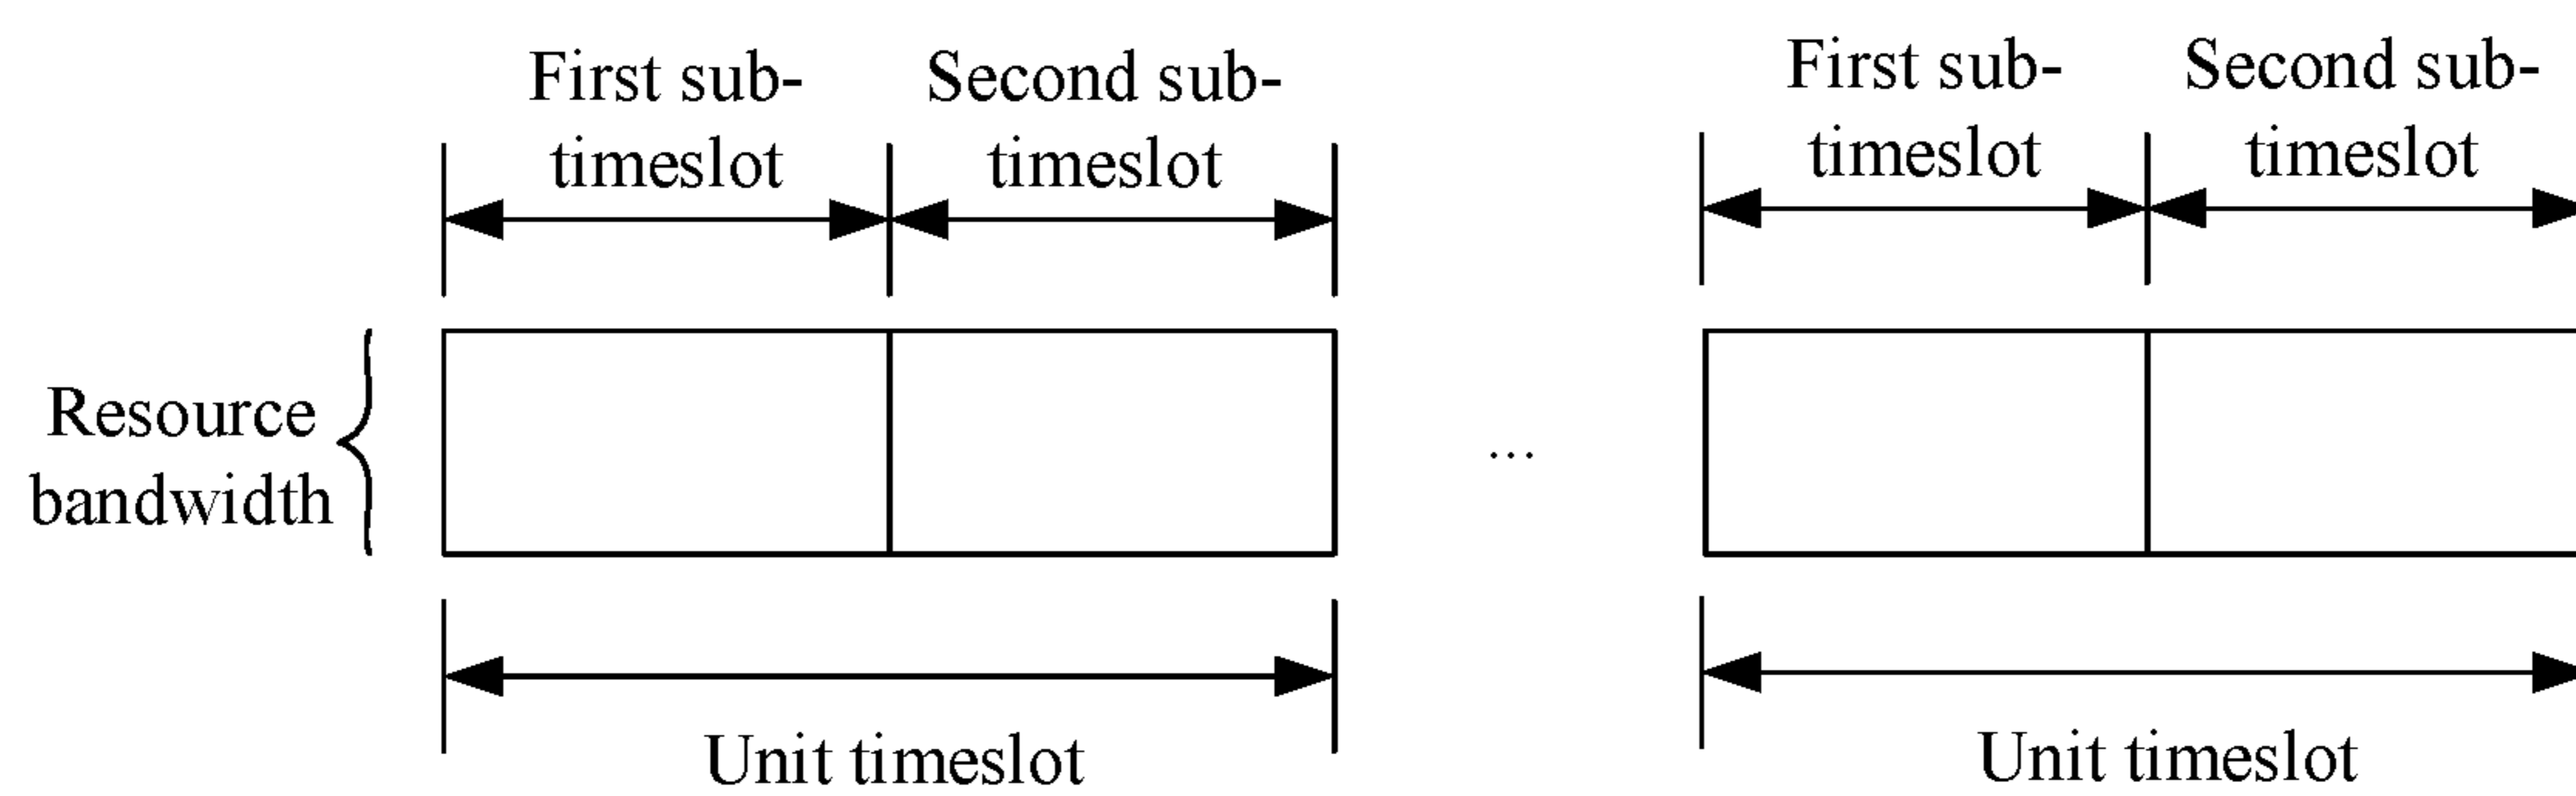 First sub-
timeslot
Second sub-
timeslot
First sub-
timeslot
Second sub-
timeslot
Resource
bandwidth
...
Unit timeslot
Unit timeslot